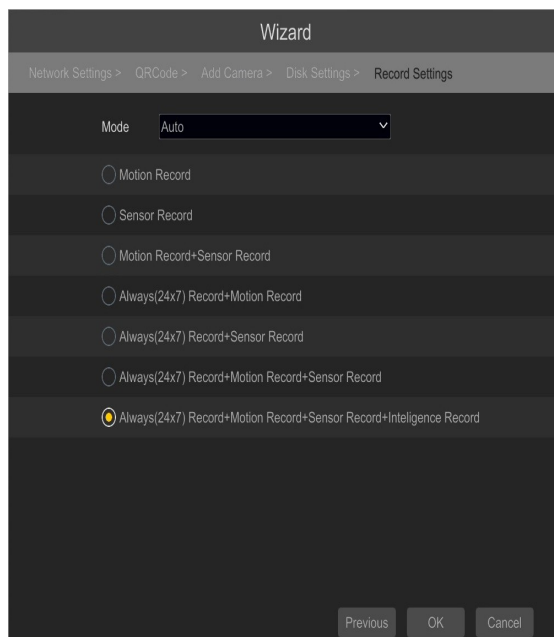 Wizard
Network Settings > QRCode > Add Camera > Disk Settings > Record Settings
Mode Auto
Motion Record
Sensor Record
Motion Record+Sensor Record
Always(24x7) Record+Motion Record
Always(24x7) Record+Sensor Record
Always(24x7) Record+Motion Record+Sensor Record
Always(24x7) Record+Motion Record+Sensor Record+Inteligence Record
Previous OK Cancel